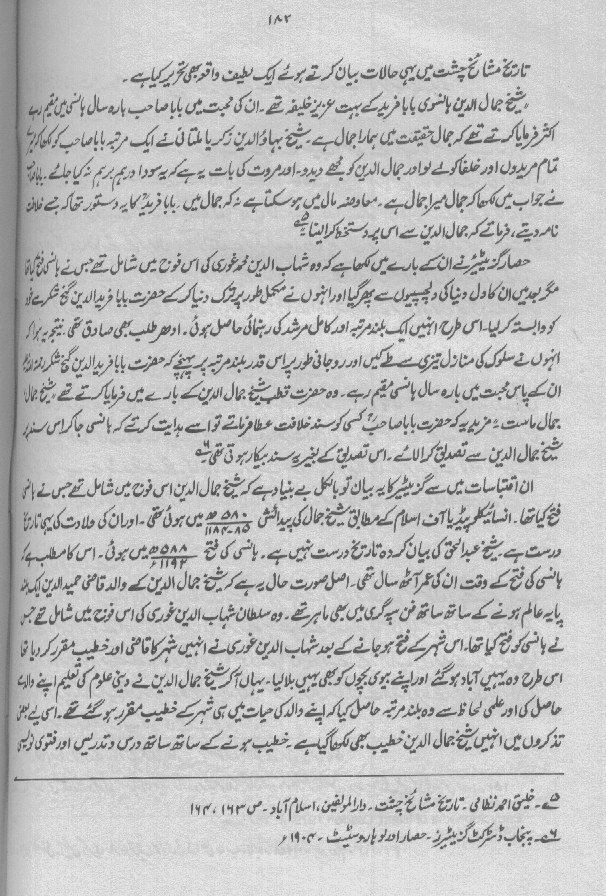 ۱۸۲
تاریخ مشائخ چشت میں یہی حالات بیان کرتے ہوئے ایک لطیف واقعہ بھی تحریر کیا ہے۔
"شیخ جمال الدین ہانسوی بابا فرید کے بہت عزیز خلیفہ تھے۔ ان کی محبت میں بابا صاحب بارہ سال ہانسی میں مقیم رہے
اکثر فرمایا کرتے تھے کہ جمال حقیقت میں ہمارا جمال ہے۔ شیخ بہاؤالدین زکریا ملتانی نے ایک مرتبہ بابا صاحب کو لکھا کہ میرے
تمام مریدوں اور خلفا کو لے لو اور جمال الدین کو مجھے دیدو۔ اور مروت کی بات یہ ہے کہ یہ سودا درہم برہم نہ کیا جائے۔ بابا صاحب
نے جواب میں لکھا کہ جمال میرا جمال ہے۔ معاوضہ مال میں ہوسکتا ہے نہ کہ جمال میں۔ بابا فریدؒ کا یہ دستور تھا کہ جسے خلافت
نامہ دیتے، فرماتے کہ جمال الدین سے اس پر دستخط کرا لینا۵؎
حصار گزیٹیئر نے ان کے بارے میں لکھا ہے کہ وہ شہاب الدین محمد غوری کی اس فوج میں شامل تھے جس نے ہانسی فتح کیا تھا
مگر بعد میں ان کا دل دنیا کی دلچسپیوں سے پھر گیا اور انہوں نے مکمل طور پر ترک دنیا کر کے حضرت بابا فرید الدین گنج شکر سے خود
کو وابستہ کر لیا۔ اس طرح انہیں ایک بلند مرتبہ اور کامل مرشد کی رہنمائی حاصل ہوئی۔ ادھر طلب بھی صادق تھی۔ نتیجہ یہ ہوا کہ
انہوں نے سلوک کی منازل تیزی سے طے کیں اور روحانی طور پر اس قدر بلند مرتبہ پر پہنچے کہ حضرت بابا فرید الدین گنج شکر
ان کے پاس محبت میں بارہ سال ہانسی مقیم رہے۔ وہ حضرت قطب شیخ جمال الدین کے بارے میں فرمایا کرتے تھے "شیخ جمال
جمال ماست"۔ مزید یہ کہ حضرت بابا صاحبؒ کسی کو سند خلافت عطا فرماتے تو اسے ہدایت کرتے کہ ہانسی جا کر اس سند پر
شیخ جمال الدین سے تصدیق کرا لائے۔ اس تصدیق کے بغیر یہ سند بیکار ہوتی تھی۶؎
ان اقتباسات میں سے گزیٹیئر کا یہ بیان تو بالکل بے بنیاد ہے کہ شیخ جمال الدین اس فوج میں شامل تھے جس نے ہانسی
فتح کیا تھا۔ انسائیکلوپیڈیا آف اسلام کے مطابق شیخ جمال کی پیدائش ۵۸۰ھ / ۸۵-۱۱۸۴ء میں ہوئی تھی۔ اور ان کی ولادت کی یہی تاریخ
درست ہے۔ شیخ عبدالحق کی بیان کردہ تاریخ درست نہیں ہے۔ ہانسی کی فتح ۵۸۸ھ / ۱۱۹۲ء میں ہوئی۔ اس کا مطلب ہے کہ
ہانسی کی فتح کے وقت ان کی عمر آٹھ سال تھی۔ اصل صورت حال یہ ہے کہ شیخ جمال الدین کے والد قاضی حمید الدین ایک بلند
پایہ عالم ہونے کے ساتھ ساتھ فن سپہ گری میں بھی ماہر تھے۔ وہ سلطان شہاب الدین غوری کی اس فوج میں شامل تھے جس
نے ہانسی کو فتح کیا تھا۔ اس شہر کے فتح ہو جانے کے بعد شہاب الدین غوری نے انہیں شہر کا قاضی اور خطیب مقرر کر دیا تھا
اس طرح وہ یہیں آباد ہو گئے اور اپنے بیوی بچوں کو بھی یہیں بلا لیا۔ یہاں آ کر شیخ جمال الدین نے دینی علوم کی تعلیم اپنے والد سے
حاصل کی اور علمی لحاظ سے وہ بلند مرتبہ حاصل کیا کہ اپنے والد کی حیات میں ہی شہر کے خطیب مقرر ہو گئے تھے۔ اسی لیے بعض
تذکروں میں انہیں شیخ جمال الدین خطیب بھی لکھا گیا ہے۔ خطیب ہونے کے ساتھ ساتھ درس و تدریس اور فتویٰ نویسی
۵؎۔ خلیق احمد نظامی۔ تاریخ مشائخ چشت۔ دارالمولفین، اسلام آباد۔ ص ۱۶۳، ۱۶۴
۶؎۔ پنجاب ڈسٹرکٹ گزیٹیئرز۔ حصار اور لوہارو سٹیٹ۔ ۱۹۰۴ء